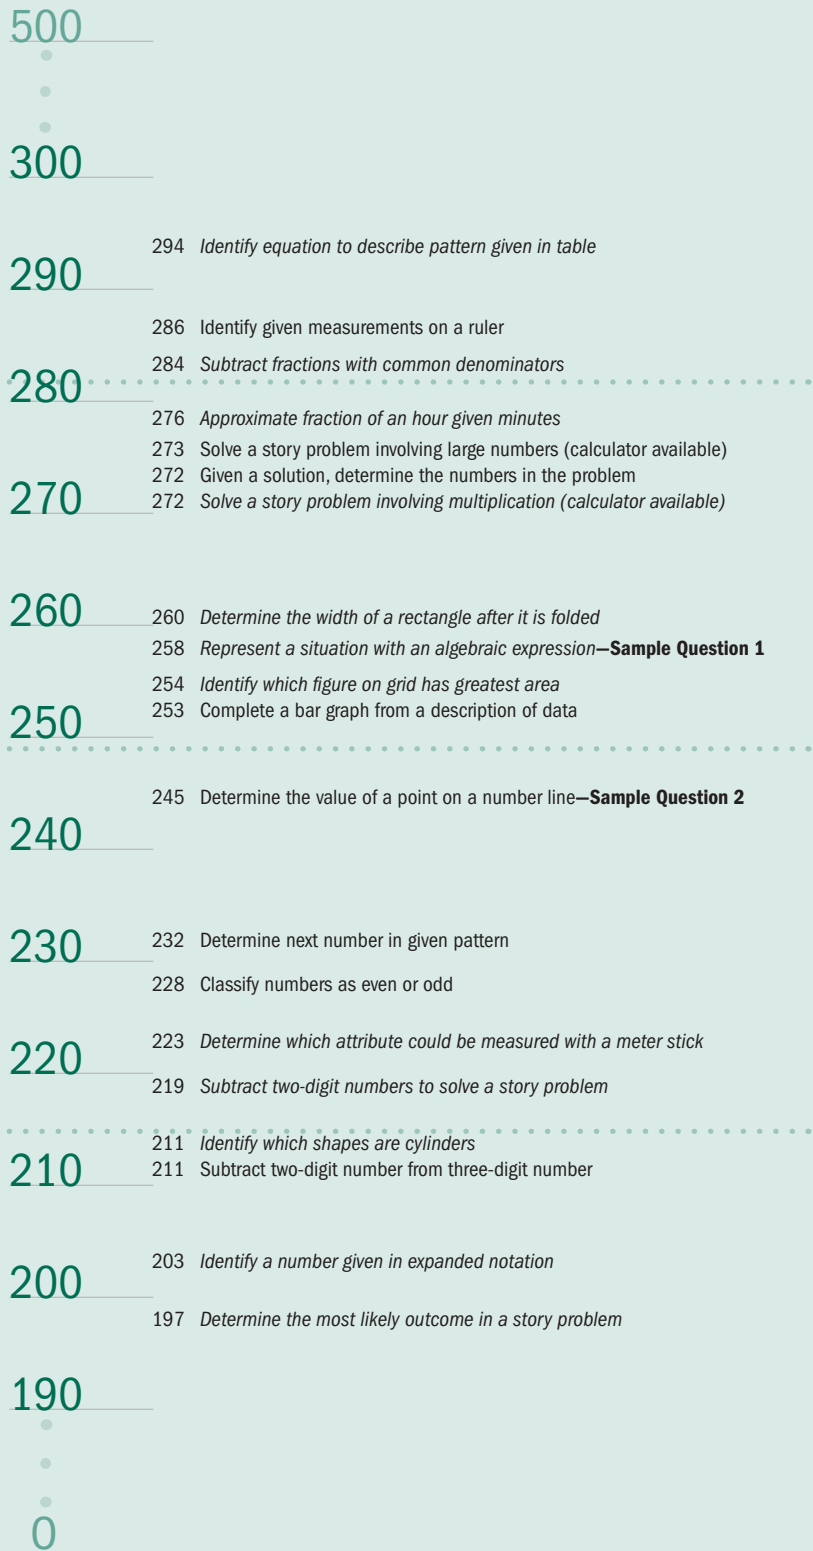 500
300
294 Identify equation to describe pattern given in table
290
286 Identify given measurements on a ruler
284 Subtract fractions with common denominators
280
276 Approximate fraction of an hour given minutes
273 Solve a story problem involving large numbers (calculator available)
272 Given a solution, determine the numbers in the problem
270
272 Solve a story problem involving multiplication (calculator available)
260
260 Determine the width of a rectangle after it is folded
258 Represent a situation with an algebraic expression—Sample Question 1
254 Identify which figure on grid has greatest area
253 Complete a bar graph from a description of data
250
245 Determine the value of a point on a number line—Sample Question 2
240
232 Determine next number in given pattern
230
228 Classify numbers as even or odd
223 Determine which attribute could be measured with a meter stick
220
219 Subtract two-digit numbers to solve a story problem
211 Identify which shapes are cylinders
211 Subtract two-digit number from three-digit number
210
203 Identify a number given in expanded notation
200
197 Determine the most likely outcome in a story problem
190
0